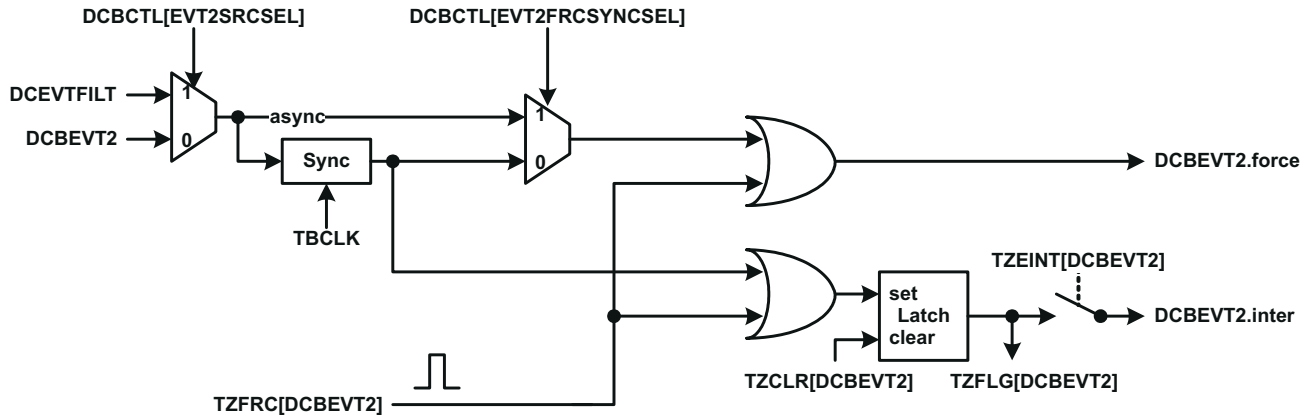 DCBCTL[EVT2SRCSEL]
DCBCTL[EVT2FRCSYNCSEL]
DCEVTFILT
1
async
1
DCBEVT2
0
Sync
0
DCBEVT2.force
TBCLK
TZEINT[DCBEVT2]
set
Latch
clear
DCBEVT2.inter
TZCLR[DCBEVT2]
TZFLG[DCBEVT2]
TZFRC[DCBEVT2]